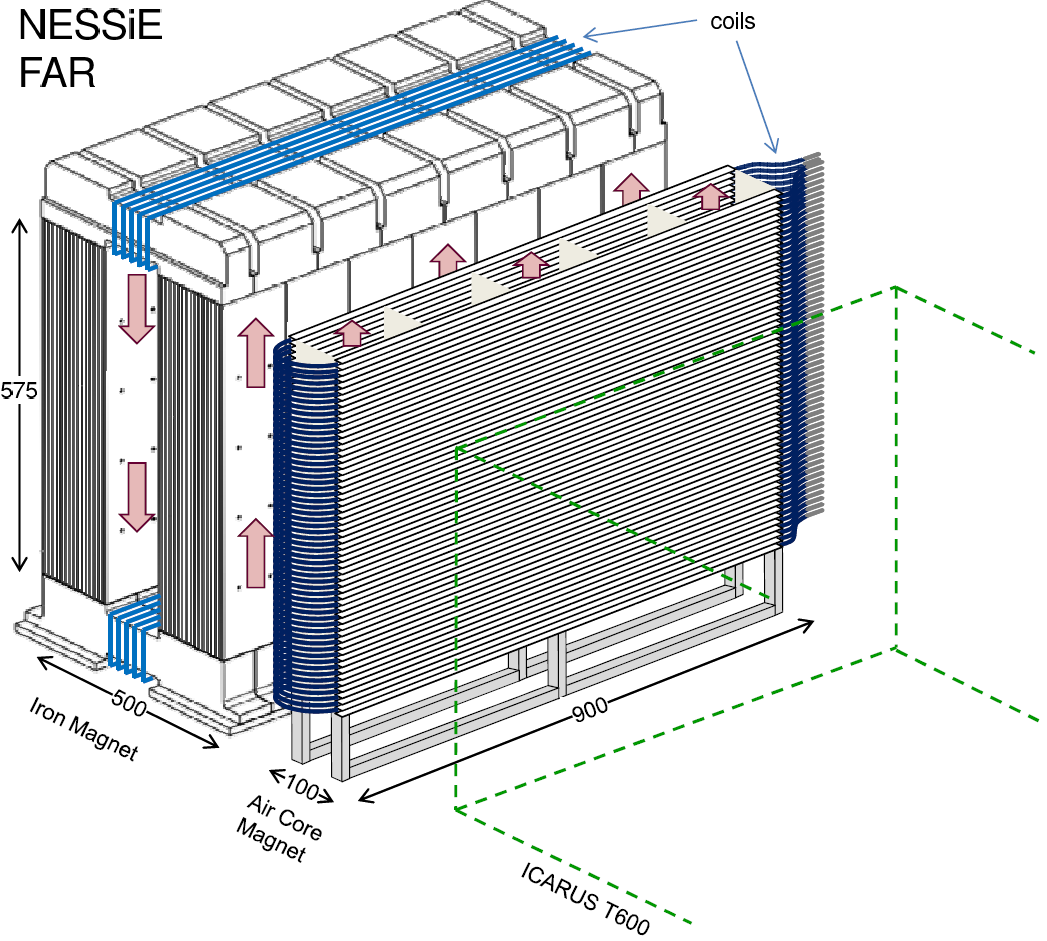 NESSiE
FAR
coils
575
500
Iron Magnet
900
100
Air Core
Magnet
ICARUS T600